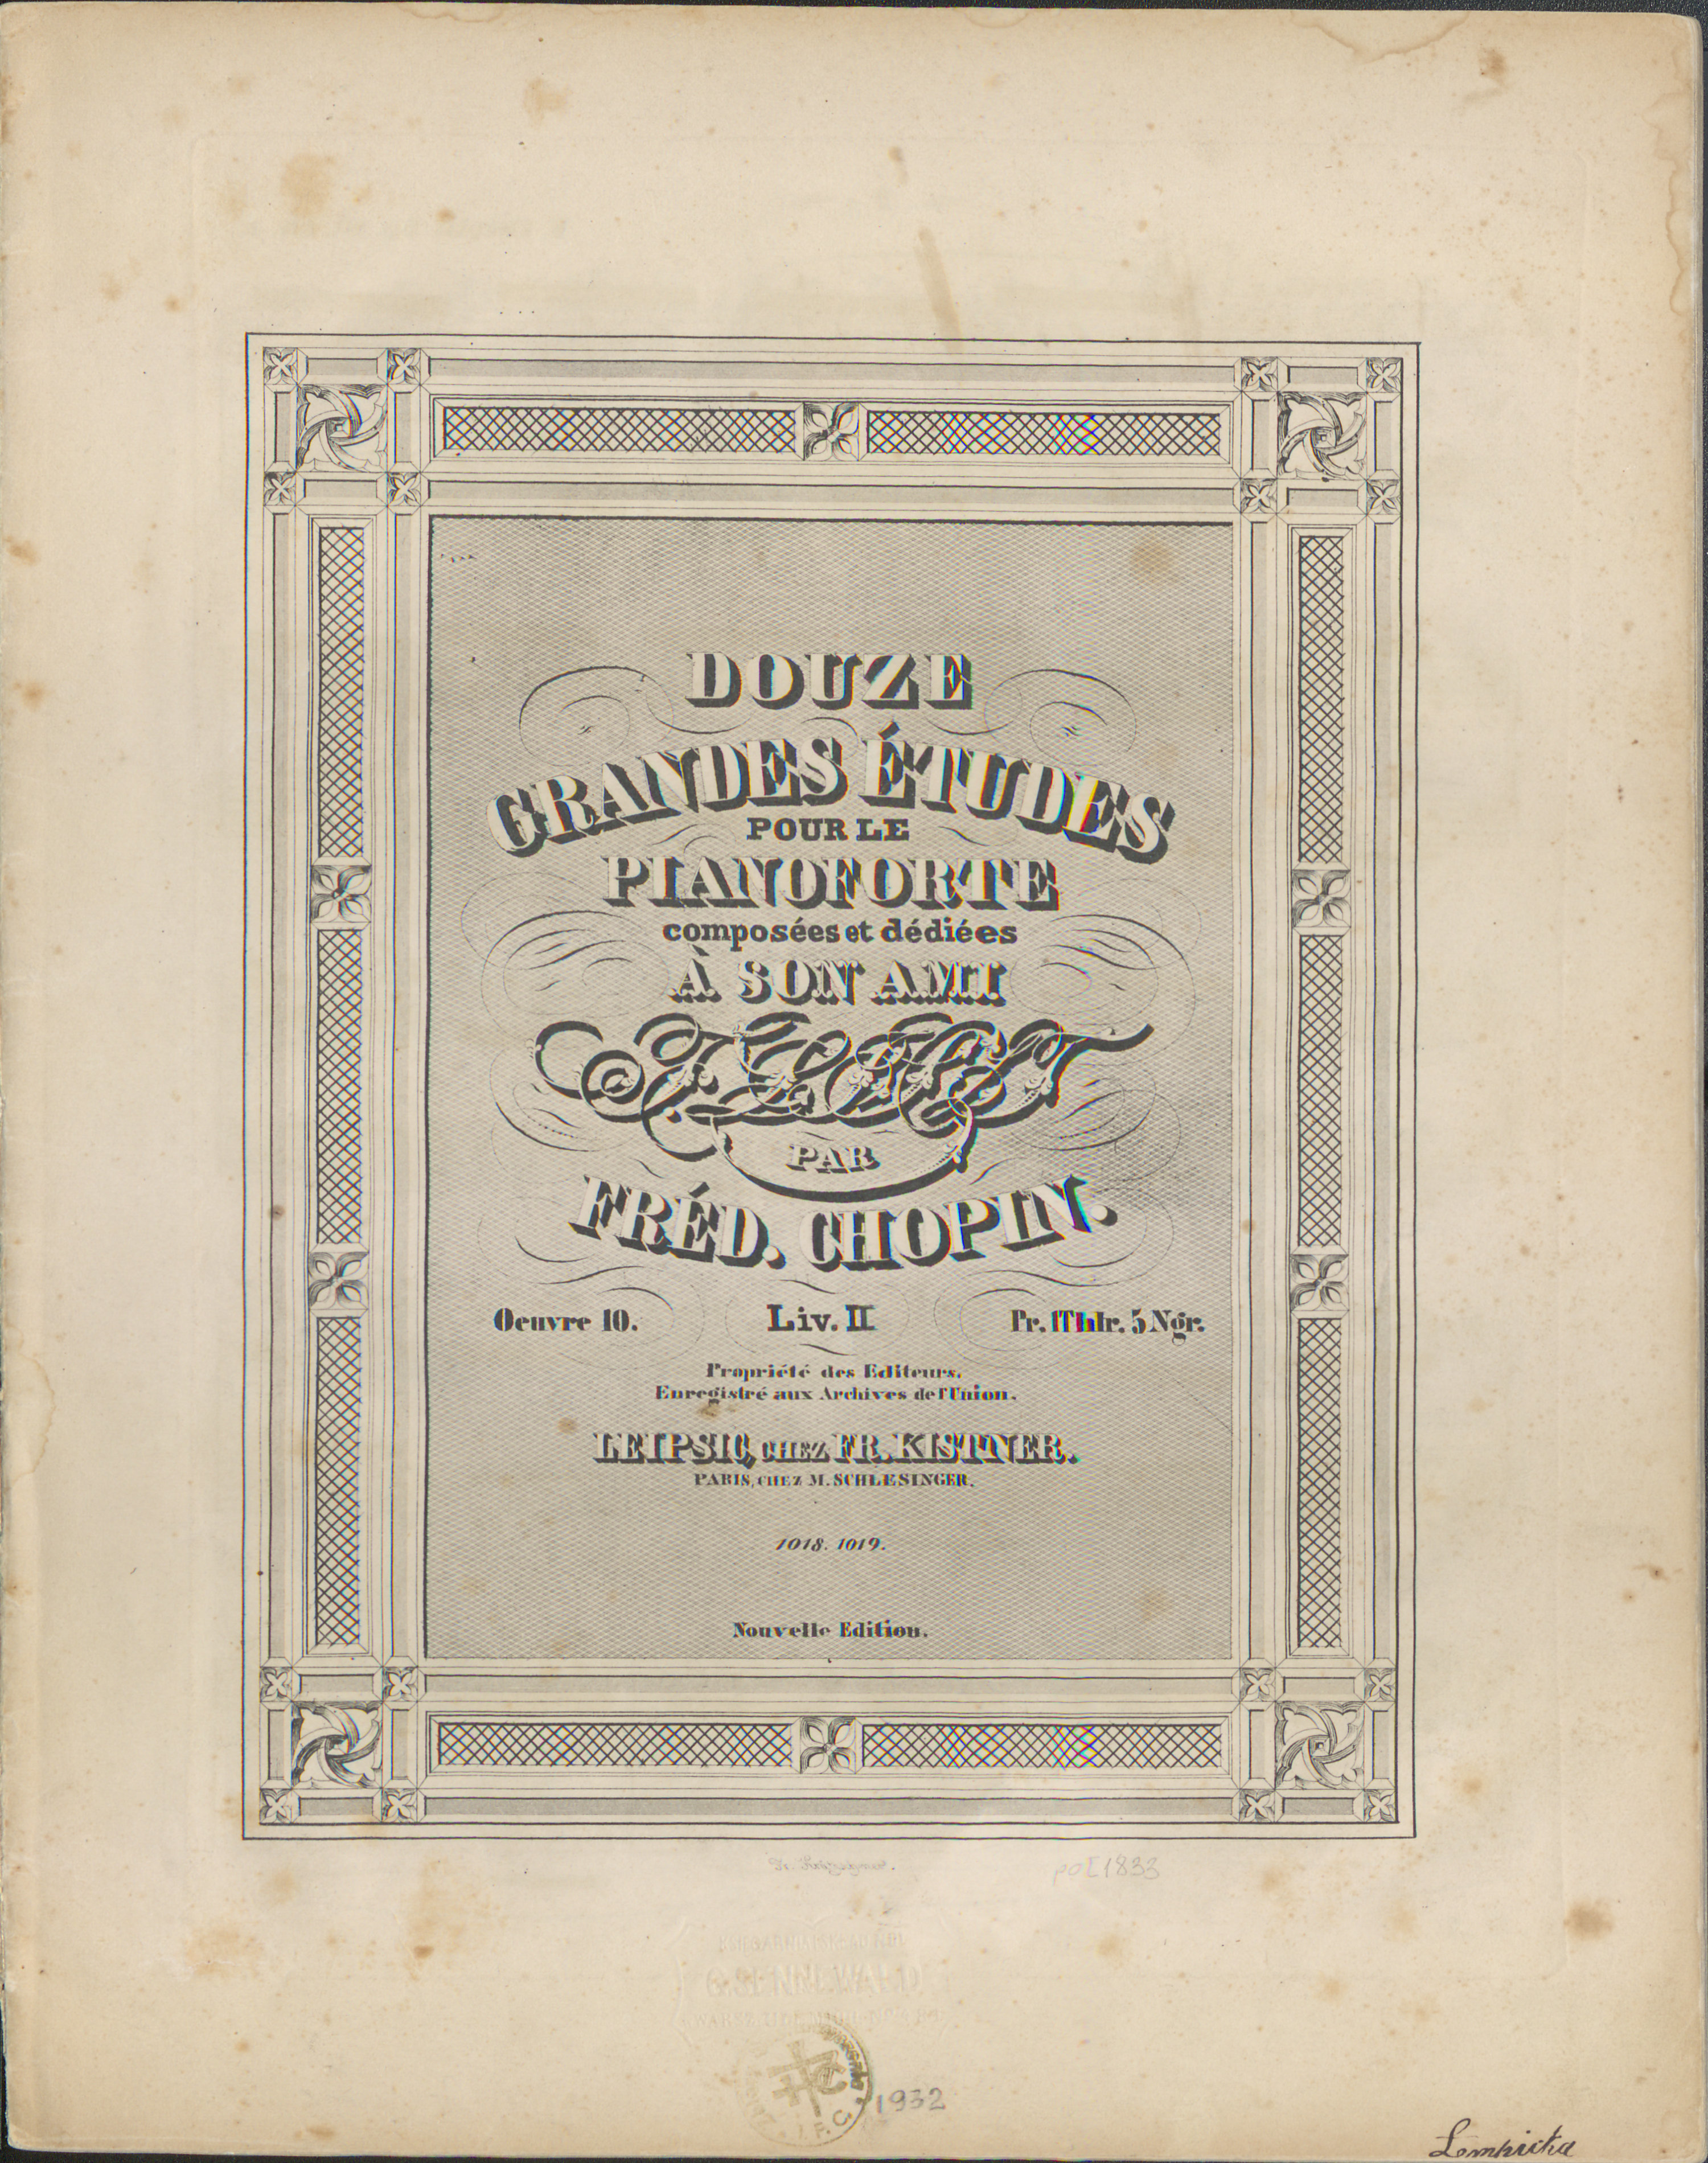 DOUZE
GRANDES ÉTUDES
POUR LE
PIANOFORTE
composées et dédiées
À SON AMI
F. LISZT
PAR
FRÉD. CHOPIN.
Oeuvre 10. Liv. II Pr. 1 Thlr. 5 Ngr.
Propriété des Editeurs.
Enregistré aux Archives de l'Union.
LEIPSIC, CHEZ FR. KISTNER.
PARIS, CHEZ M. SCHLESINGER.
1018. 1019.
Nouvelle Edition.
po [1833
G. SENNEWALD
I. F. C.
1932